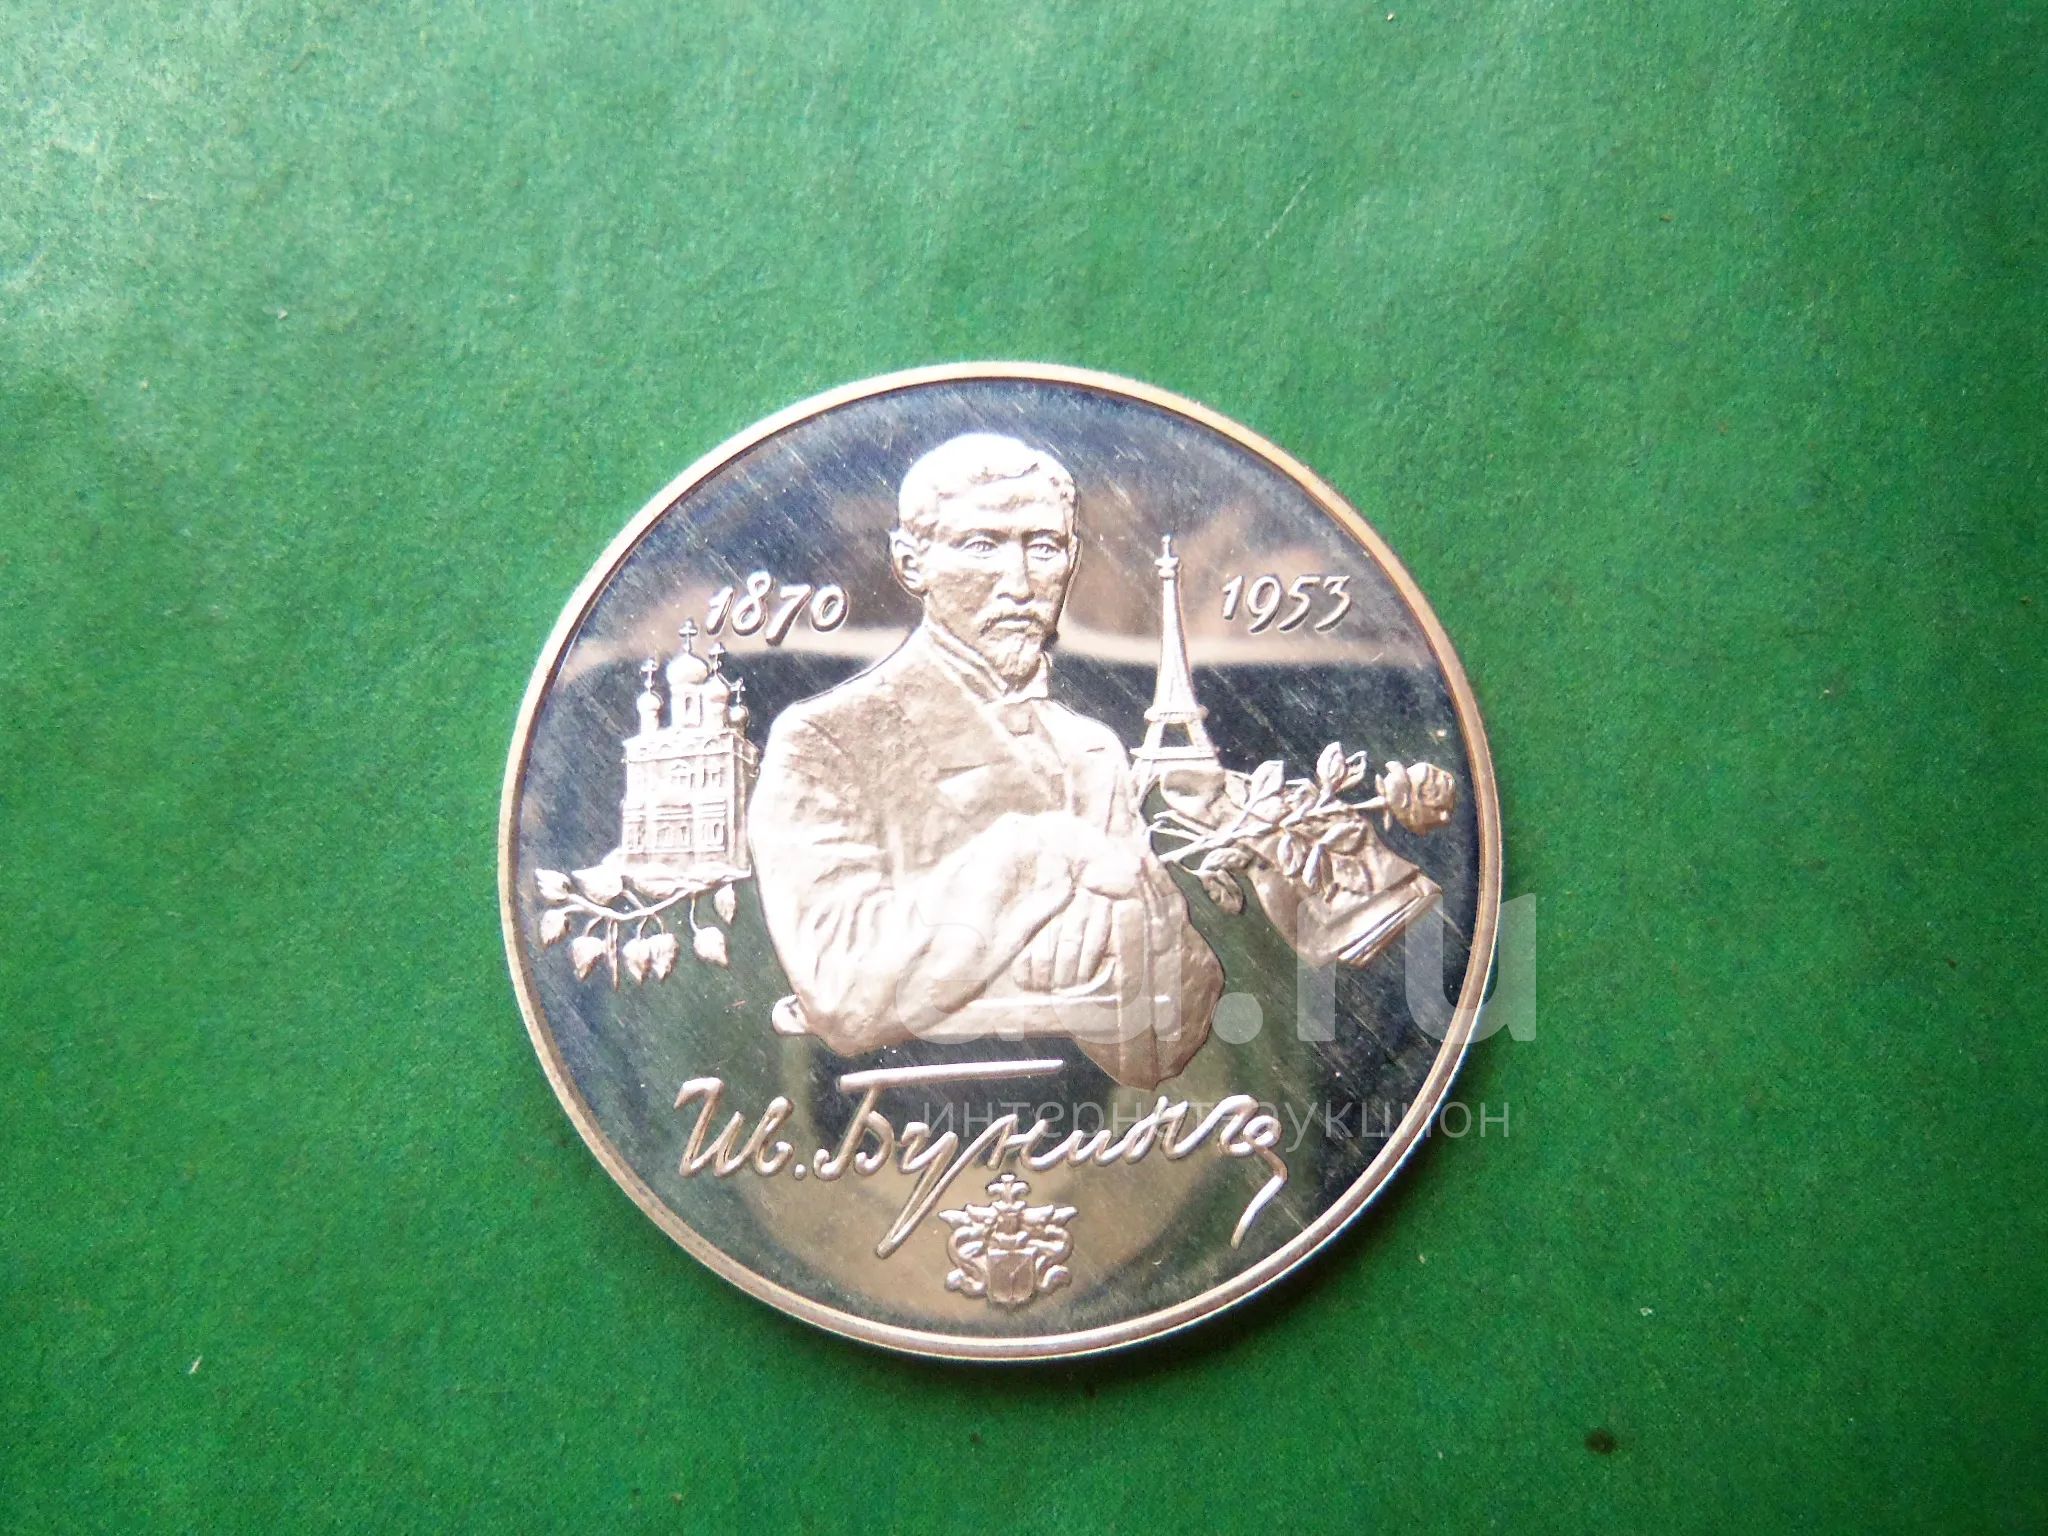 1870 1953
Ив. Бунинъ
au.ru
интернет аукцион